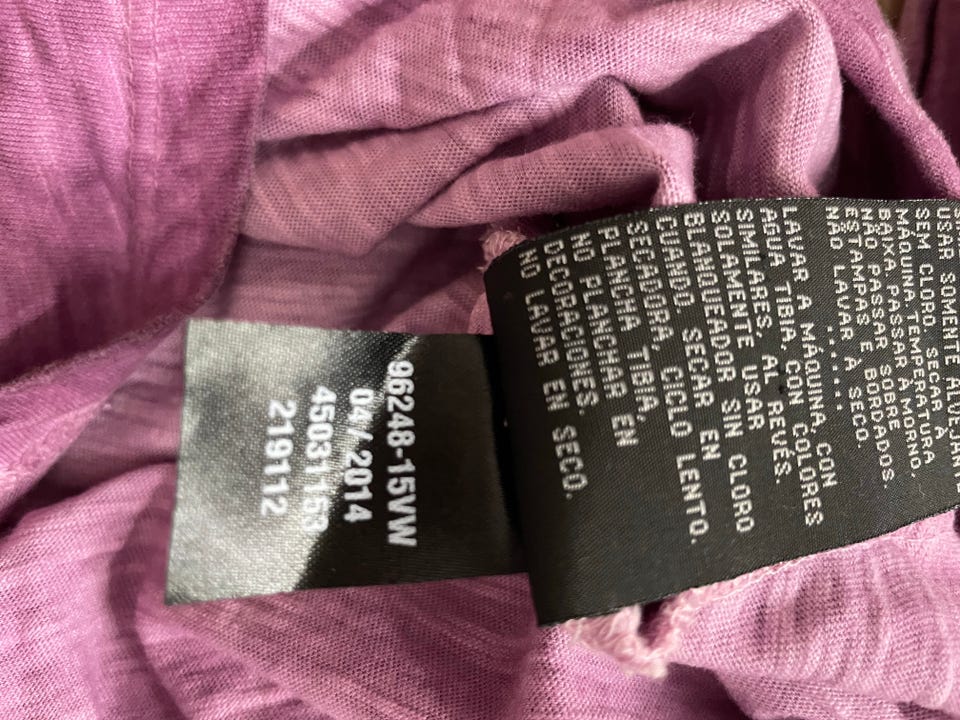 USAR SOMENTE
SEM CLORO. SECAR À
MÁQUINA TEMPERATURA
BAIXA. PASSAR À MORNO.
NÃO PASSAR SOBRE
ESTAMPAS E BORDADOS.
NÃO LAVAR À SECO.
......
LAVAR A MÁQUINA, CON
AGUA TIBIA, CON COLORES
SIMILARES AL REVÉS.
SOLAMENTE USAR
BLANQUEADOR SIN CLORO
CUANDO. SECAR EN
SECADORA, CICLO LENTO.
PLANCHA TIBIA.
NO PLANCHAR EN
DECORACIONES.
NO LAVAR EN SECO.
96248-15VW
04 / 2014
45031163
219112